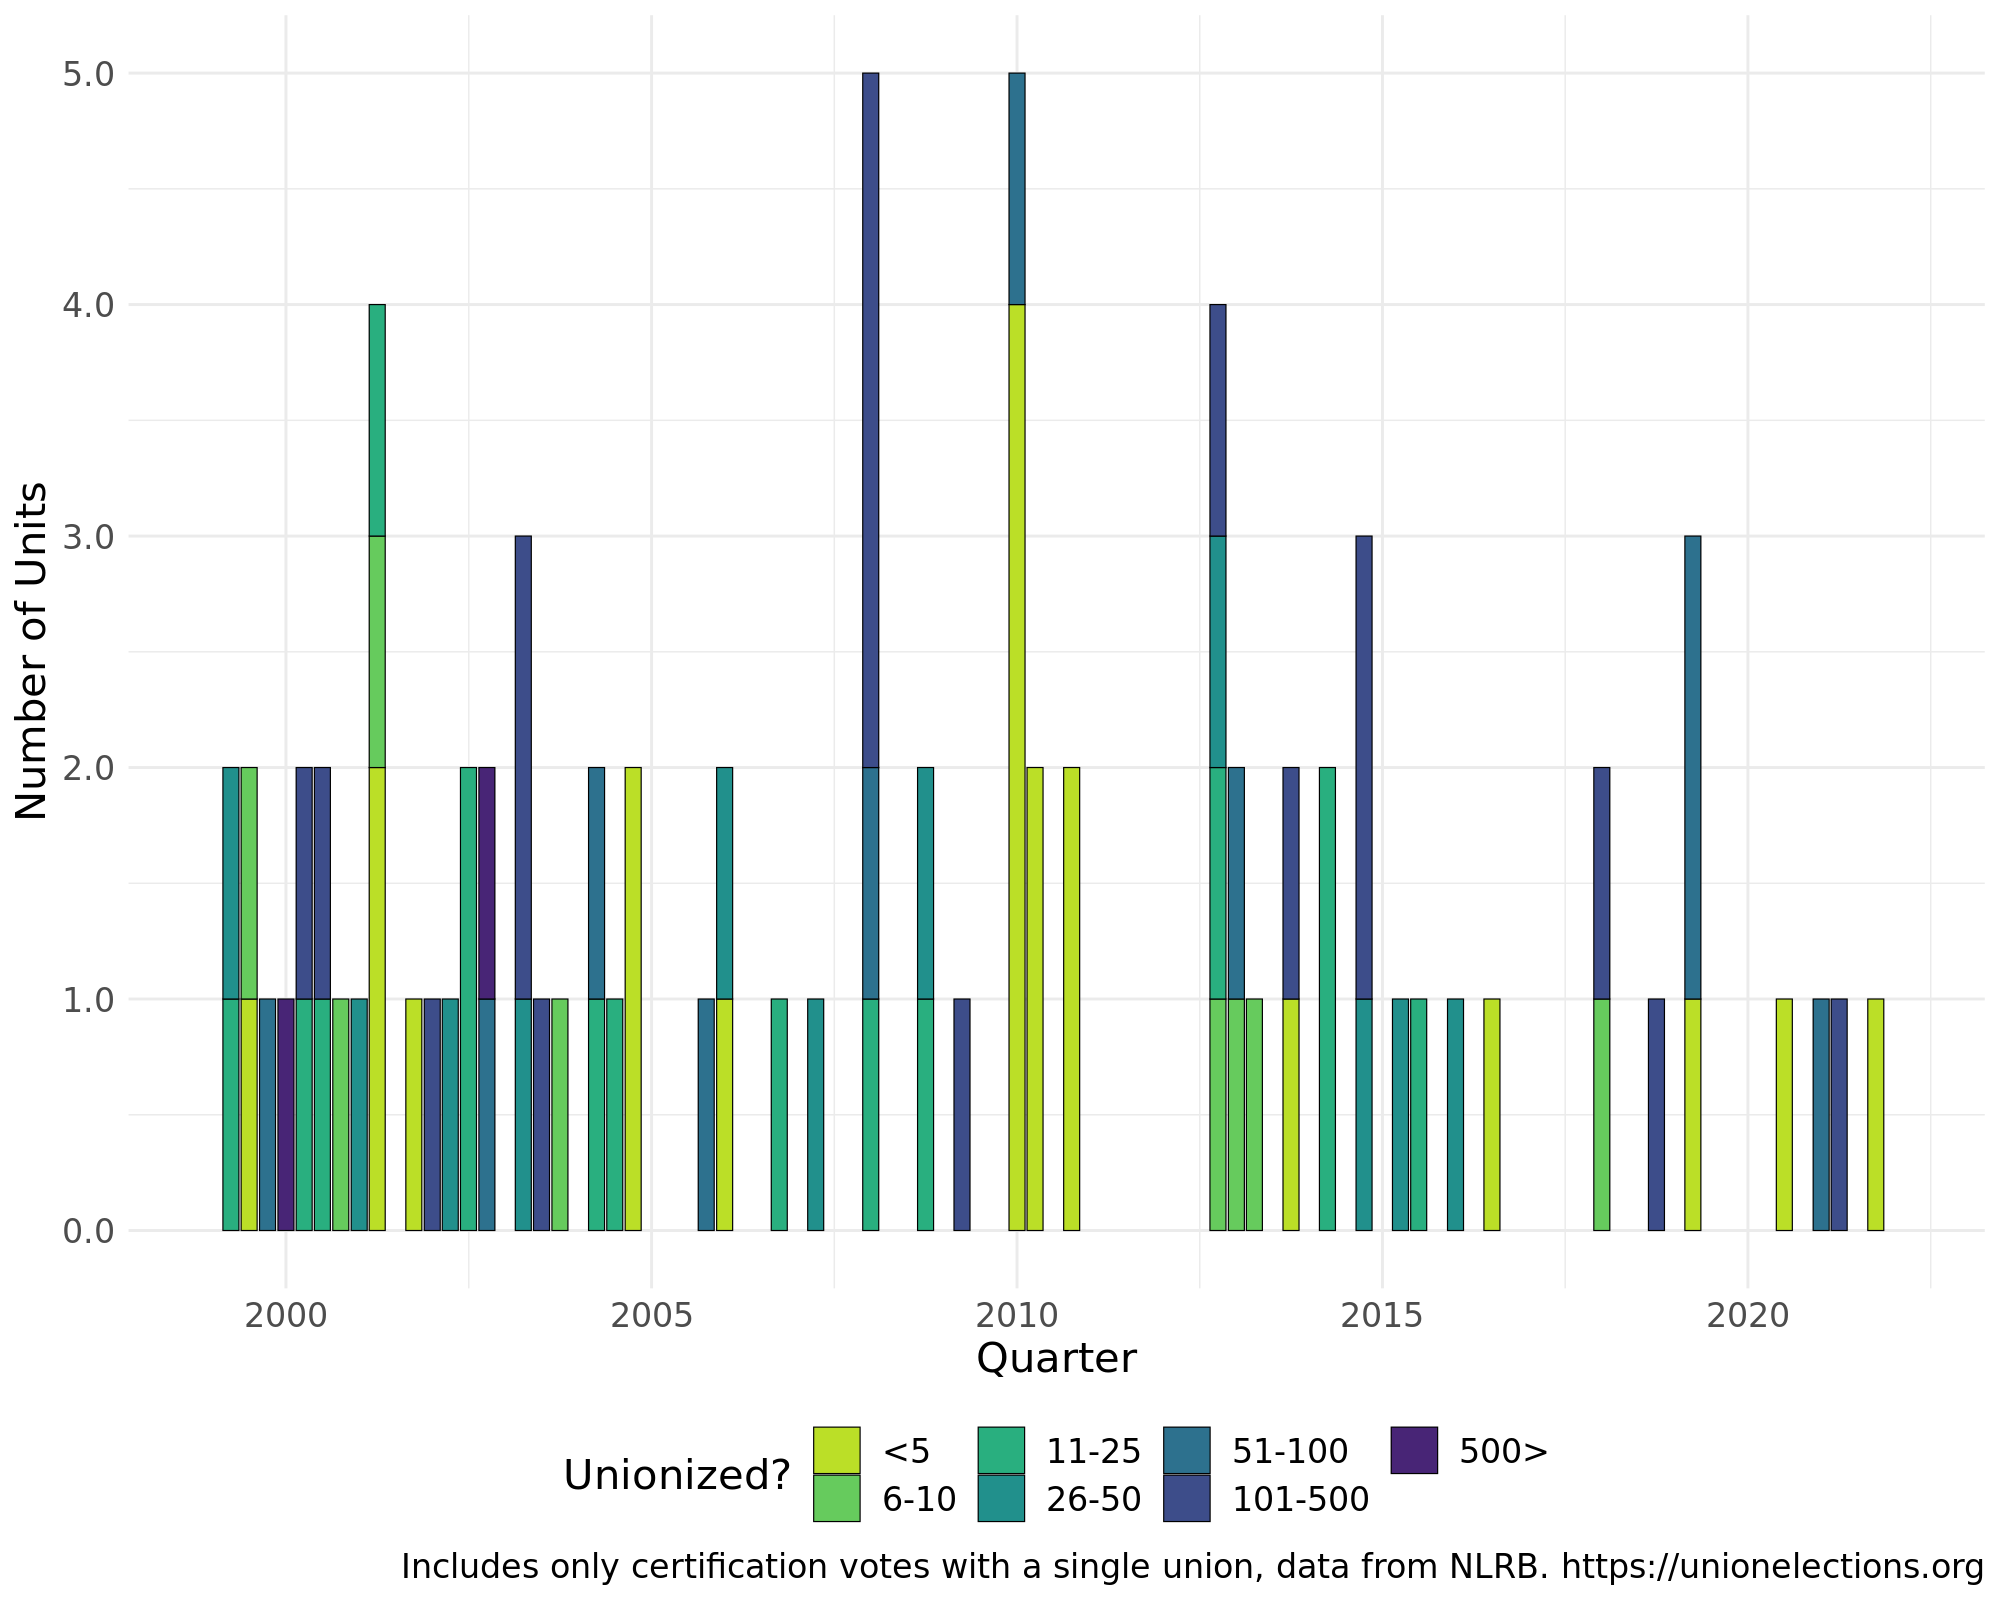 5.0
4.0
3.0
2.0
1.0
0.0
Number of Units
2000 2005 2010 2015 2020
Quarter
Unionized?
<5 11-25 51-100 500>
6-10 26-50 101-500
Includes only certification votes with a single union, data from NLRB. https://unionelections.org